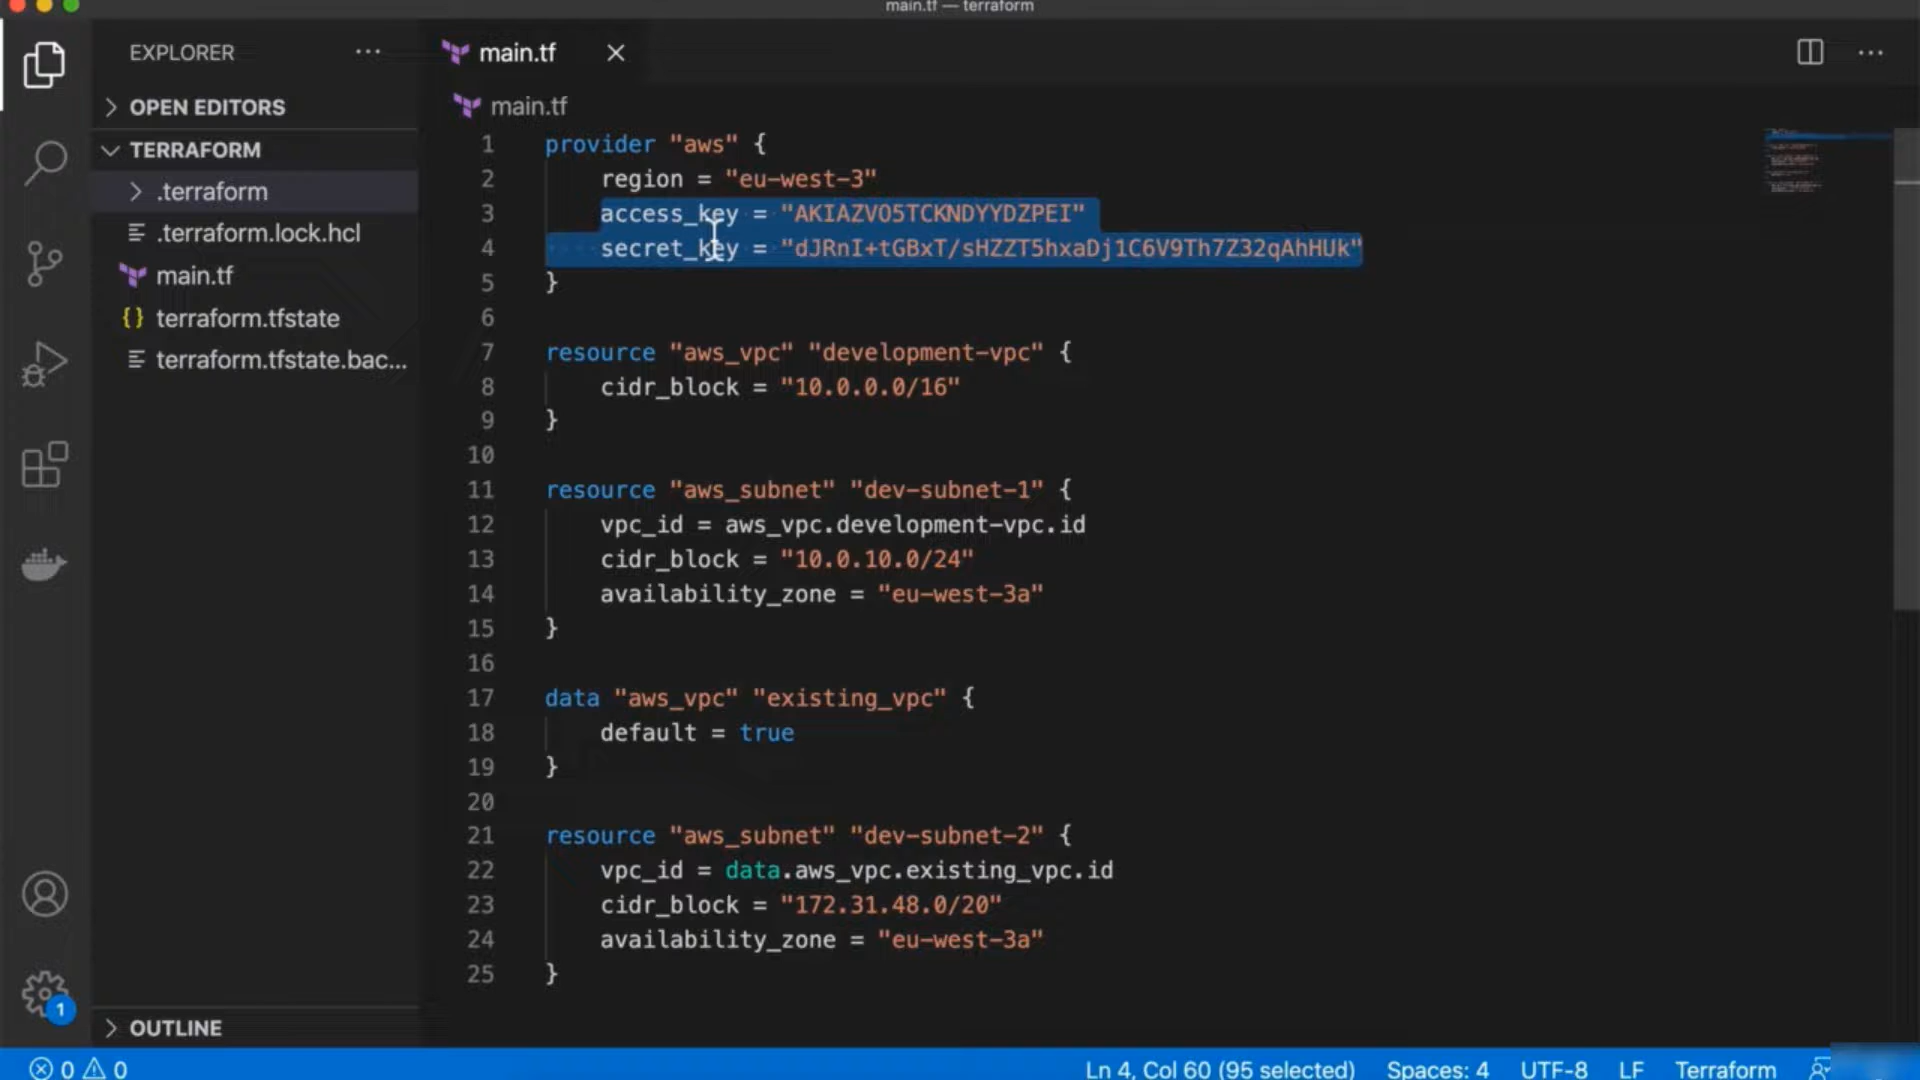 main.tf — terraform
EXPLORER
OPEN EDITORS
TERRAFORM
.terraform
.terraform.lock.hcl
main.tf
terraform.tfstate
terraform.tfstate.bac...
OUTLINE
main.tf
main.tf
1 provider "aws" {
2 region = "eu-west-3"
3 access_key = "AKIAZVO5TCKNDYYDZPEI"
4 secret_key = "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"
5 }
6
7 resource "aws_vpc" "development-vpc" {
8 cidr_block = "10.0.0.0/16"
9 }
10
11 resource "aws_subnet" "dev-subnet-1" {
12 vpc_id = aws_vpc.development-vpc.id
13 cidr_block = "10.0.10.0/24"
14 availability_zone = "eu-west-3a"
15 }
16
17 data "aws_vpc" "existing_vpc" {
18 default = true
19 }
20
21 resource "aws_subnet" "dev-subnet-2" {
22 vpc_id = data.aws_vpc.existing_vpc.id
23 cidr_block = "172.31.48.0/20"
24 availability_zone = "eu-west-3a"
25 }
1
0 0
Ln 4, Col 60 (95 selected) Spaces: 4 UTF-8 LF Terraform